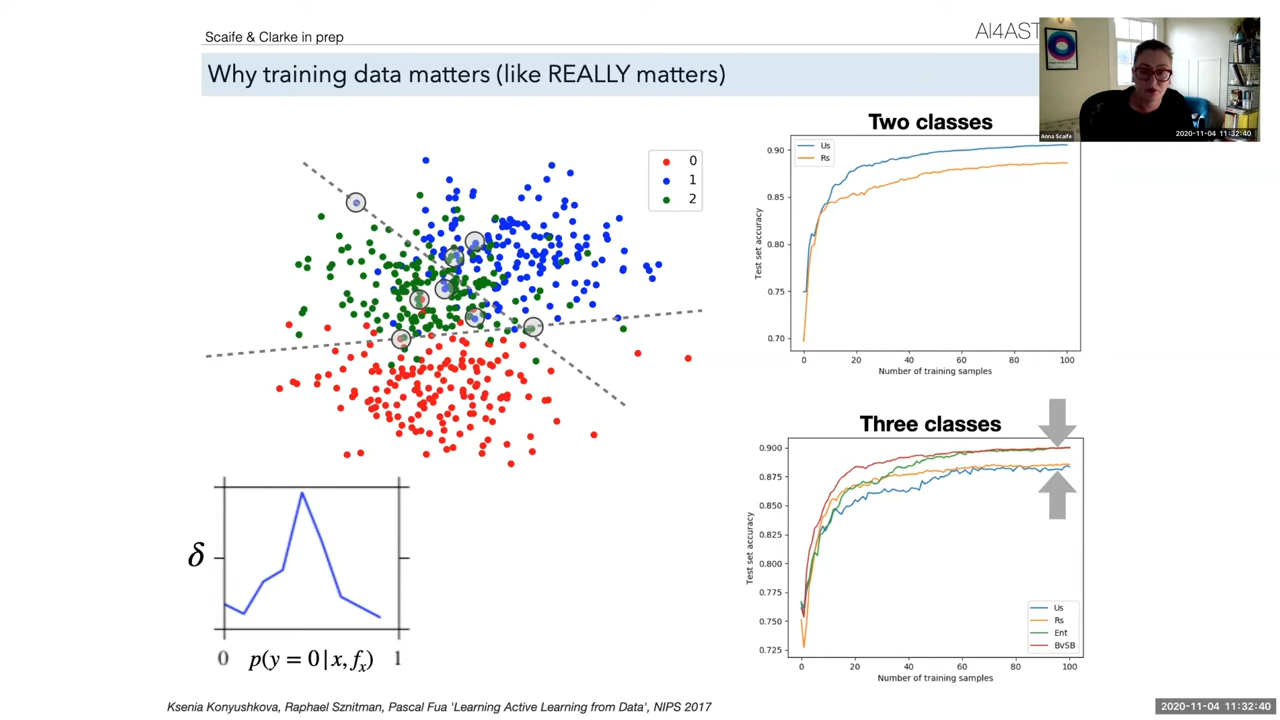 Scaife & Clarke in prep
AI4AST
Why training data matters (like REALLY matters)
Anna Scaife
2020-11-04 11:32:40
0
1
2
Two classes
Us
Rs
0.90
0.85
0.80
0.75
0.70
Test set accuracy
0 20 40 60 80 100
Number of training samples
Three classes
0.900
0.875
0.850
0.825
0.800
0.775
0.750
0.725
Test set accuracy
Us
Rs
Ent
BvSB
0 20 40 60 80 100
Number of training samples
δ
0 p(y = 0|x, fₓ) 1
Ksenia Konyushkova, Raphael Sznitman, Pascal Fua 'Learning Active Learning from Data', NIPS 2017
2020-11-04 11:32:40